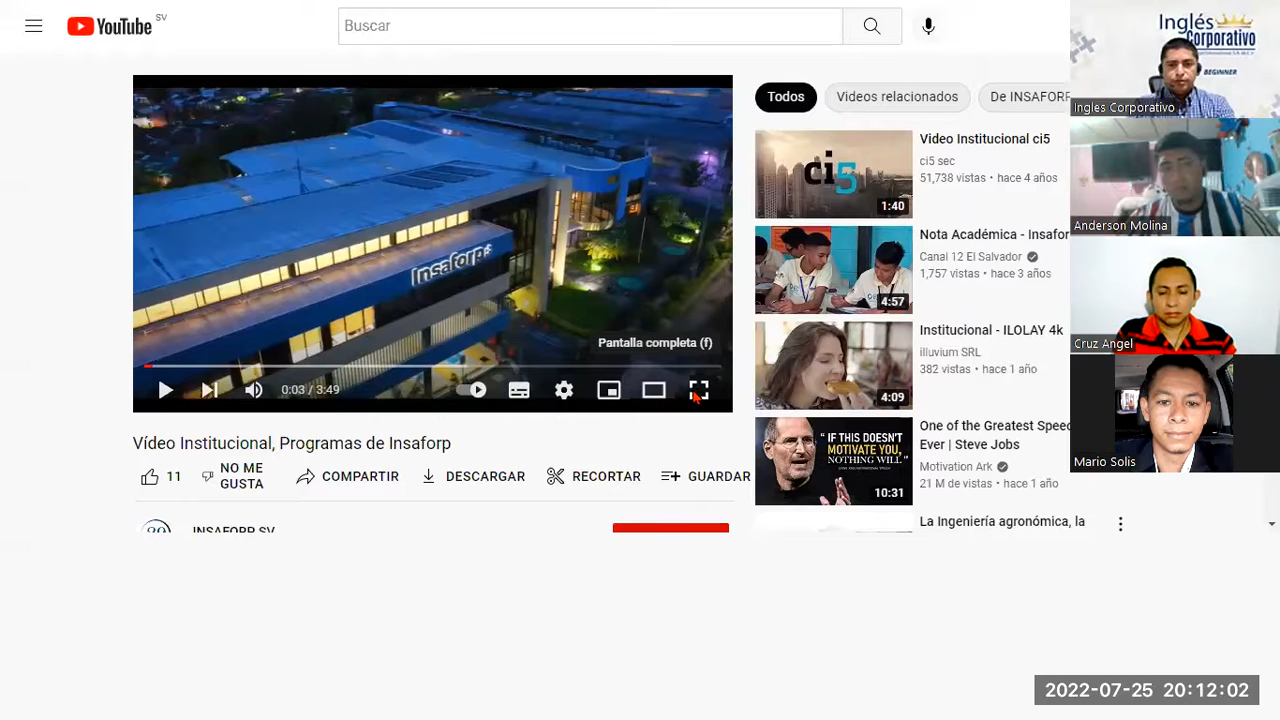 YouTube SV
Buscar
Insaforp
Pantalla completa (f)
0:03 / 3:49
Vídeo Institucional, Programas de Insaforp
11
NO ME GUSTA
COMPARTIR
DESCARGAR
RECORTAR
GUARDAR
INSAFORP SV
Todos
Videos relacionados
De INSAFORP
ci5
1:40
Video Institucional ci5
ci5 sec
51,738 vistas • hace 4 años
4:57
Nota Académica - Insafor
Canal 12 El Salvador
1,757 vistas • hace 3 años
4:09
Institucional - ILOLAY 4k
illuvium SRL
382 vistas • hace 1 año
"IF THIS DOESN'T
MOTIVATE YOU,
NOTHING WILL"
10:31
One of the Greatest Speec
Ever | Steve Jobs
Motivation Ark
21 M de vistas • hace 1 año
La Ingeniería agronómica, la
Inglés
Corporativo
BEGINNER
Ingles Corporativo
Anderson Molina
Cruz Angel
Mario Solis
2022-07-25 20:12:02